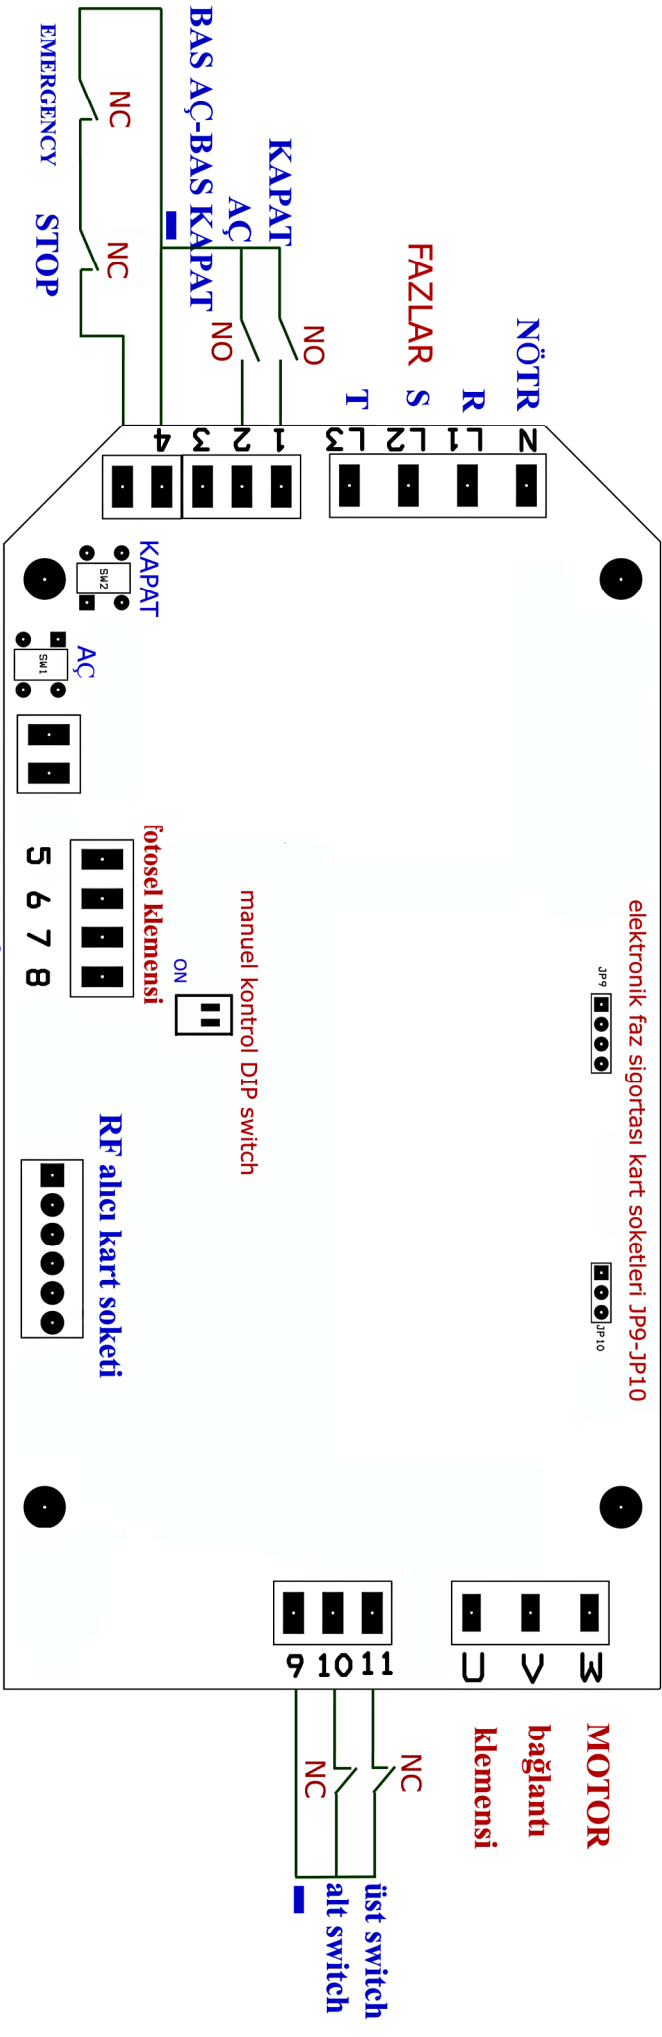 EMERGENCY
STOP
NC
NC
BAS AÇ-BAS KAPAT
AÇ
KAPAT
NO
NO
FAZLAR
T
S
R
NÖTR
4
3
2
1
L3
L2
L1
N
KAPAT
SW2
AÇ
SW1
fotosel klemensi
5
6
7
8
ON
manuel kontrol DIP switch
elektronik faz sigortası kart soketleri JP9-JP10
JP9
JP10
RF alıcı kart soketi
9
10
11
U
V
W
MOTOR
bağlantı
klemensi
NC
NC
üst switch
alt switch